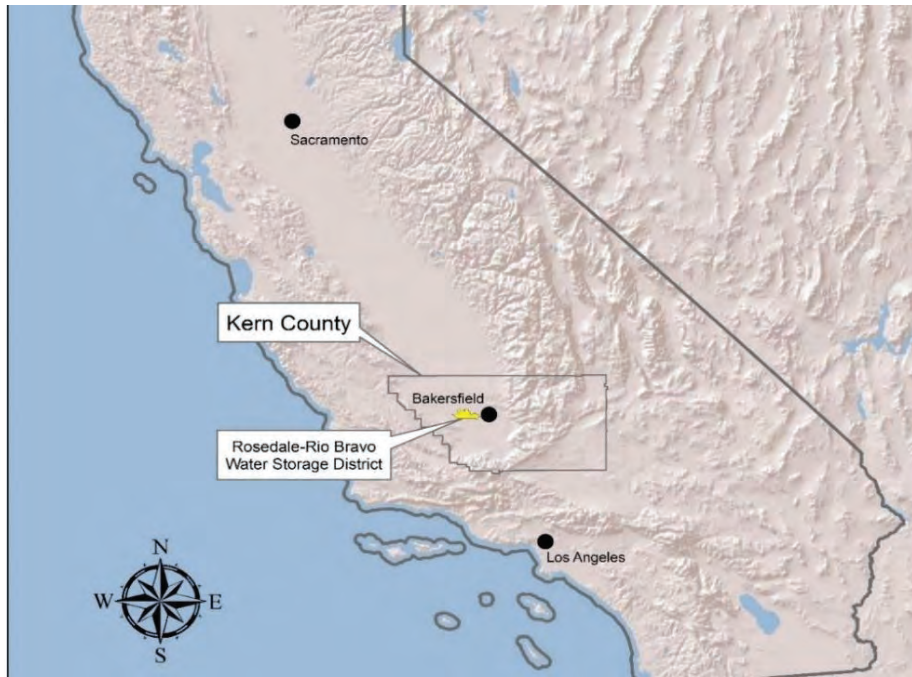 Sacramento
Kern County
Bakersfield
Rosedale-Rio Bravo
Water Storage District
Los Angeles
N
W
E
S